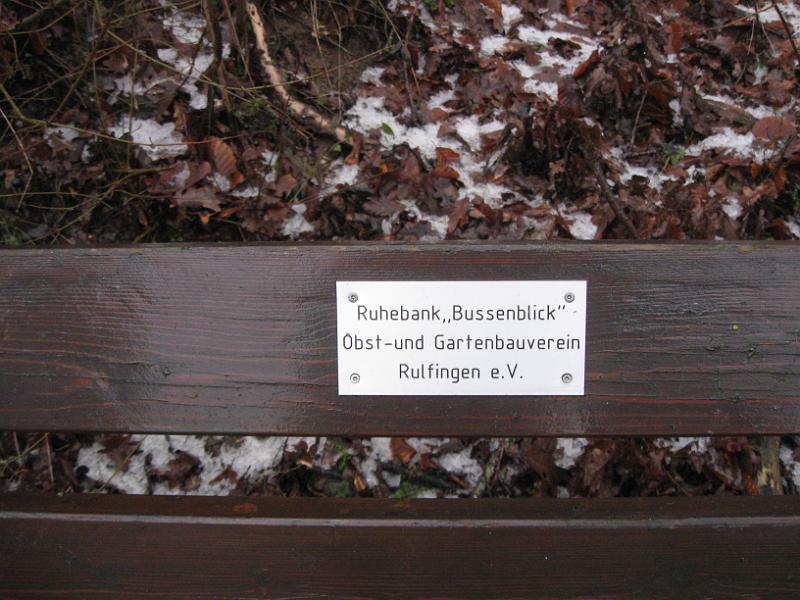 Ruhebank„Bussenblick“
Obst-und Gartenbauverein
Rulfingen e.V.